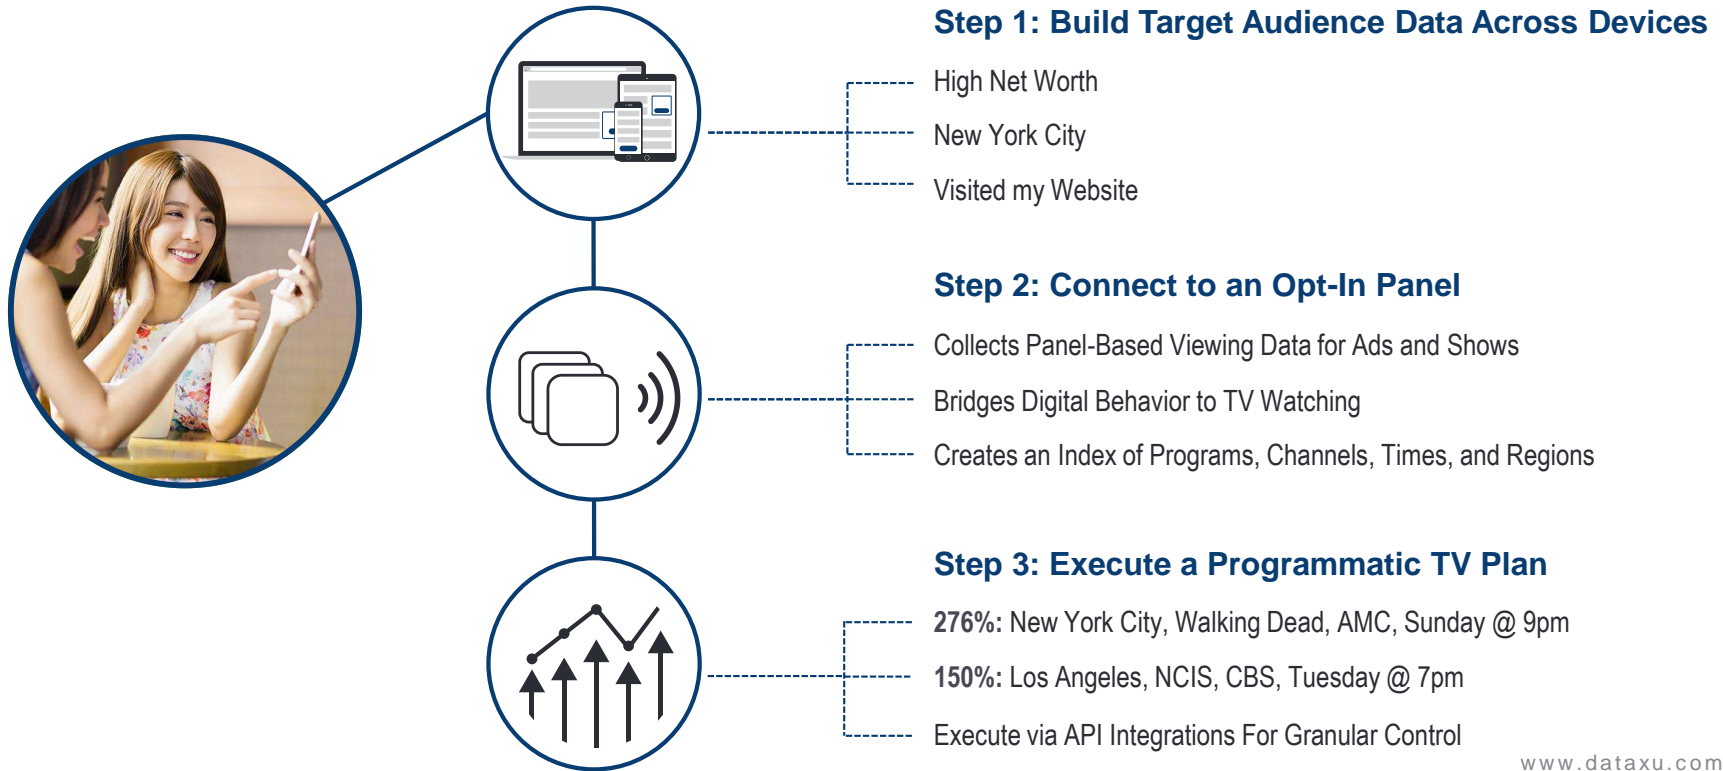 Step 1: Build Target Audience Data Across Devices
High Net Worth
New York City
Visited my Website
Step 2: Connect to an Opt-In Panel
Collects Panel-Based Viewing Data for Ads and Shows
Bridges Digital Behavior to TV Watching
Creates an Index of Programs, Channels, Times, and Regions
Step 3: Execute a Programmatic TV Plan
276%: New York City, Walking Dead, AMC, Sunday @ 9pm
150%: Los Angeles, NCIS, CBS, Tuesday @ 7pm
Execute via API Integrations For Granular Control
www.dataxu.com